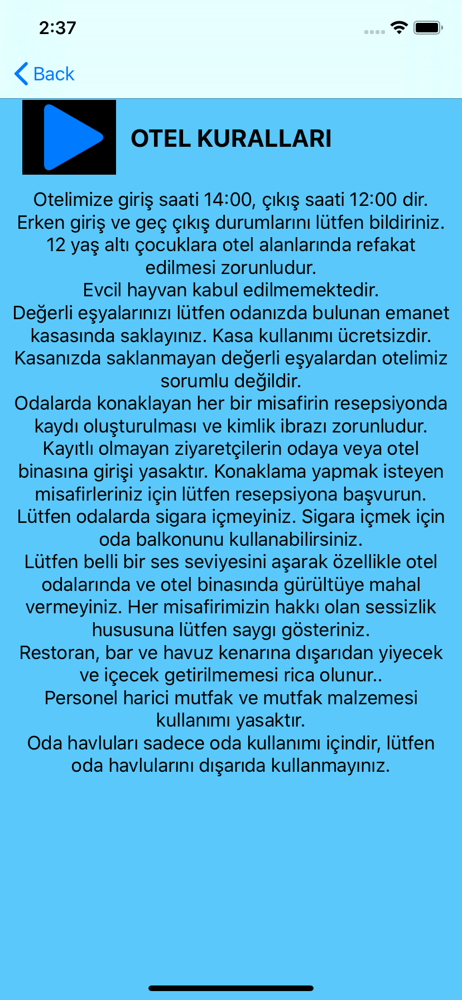 2:37
Back
OTEL KURALLARI
Otelimize giriş saati 14:00, çıkış saati 12:00 dir.
Erken giriş ve geç çıkış durumlarını lütfen bildiriniz.
12 yaş altı çocuklara otel alanlarında refakat
edilmesi zorunludur.
Evcil hayvan kabul edilmemektedir.
Değerli eşyalarınızı lütfen odanızda bulunan emanet
kasasında saklayınız. Kasa kullanımı ücretsizdir.
Kasanızda saklanmayan değerli eşyalardan otelimiz
sorumlu değildir.
Odalarda konaklayan her bir misafirin resepsiyonda
kaydı oluşturulması ve kimlik ibrazı zorunludur.
Kayıtlı olmayan ziyaretçilerin odaya veya otel
binasına girişi yasaktır. Konaklama yapmak isteyen
misafirleriniz için lütfen resepsiyona başvurun.
Lütfen odalarda sigara içmeyiniz. Sigara içmek için
oda balkonunu kullanabilirsiniz.
Lütfen belli bir ses seviyesini aşarak özellikle otel
odalarında ve otel binasında gürültüye mahal
vermeyiniz. Her misafirimizin hakkı olan sessizlik
hususuna lütfen saygı gösteriniz.
Restoran, bar ve havuz kenarına dışarıdan yiyecek
ve içecek getirilmemesi rica olunur..
Personel harici mutfak ve mutfak malzemesi
kullanımı yasaktır.
Oda havluları sadece oda kullanımı içindir, lütfen
oda havlularını dışarıda kullanmayınız.